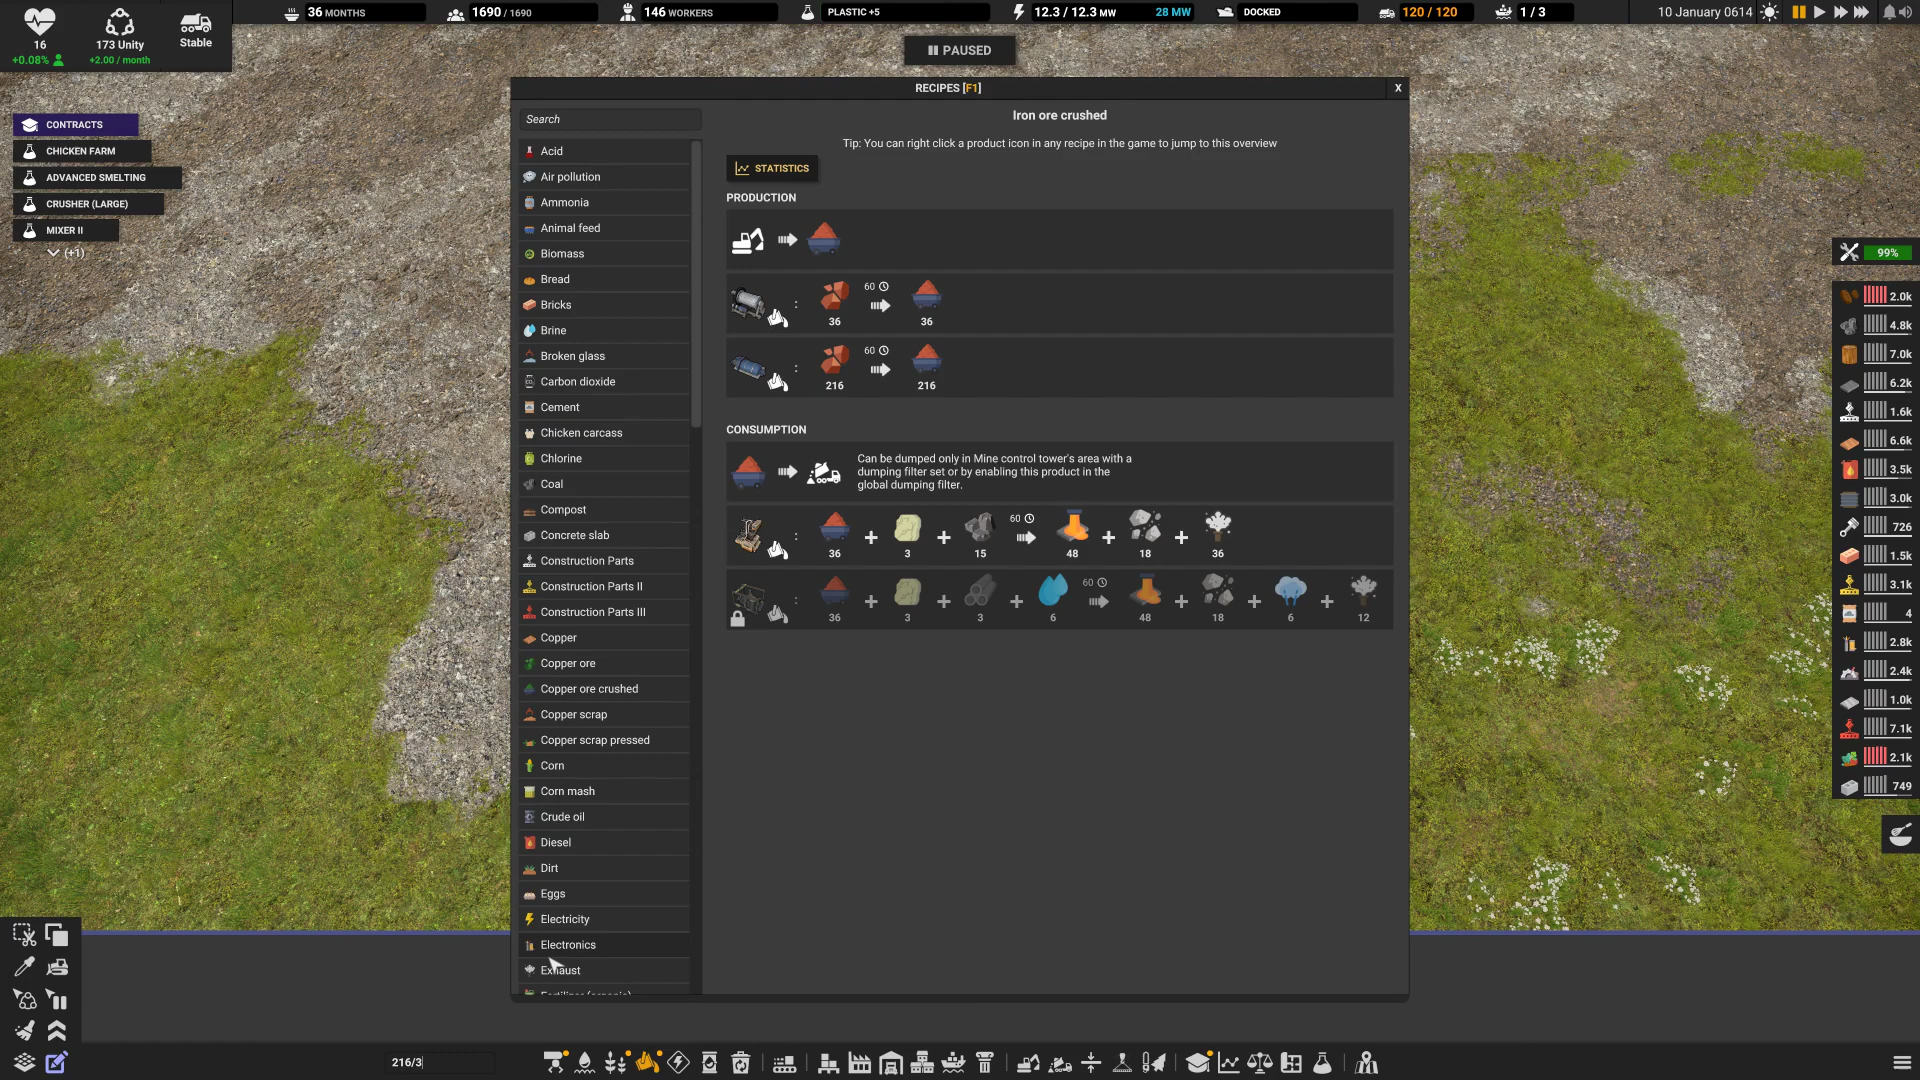 16
+0.08%
173 Unity
+2.00 / month
Stable
36 MONTHS
1690 / 1690
146 WORKERS
PLASTIC +5
12.3 / 12.3 MW
28 MW
DOCKED
120 / 120
1 / 3
10 January 0614
PAUSED
CONTRACTS
CHICKEN FARM
ADVANCED SMELTING
CRUSHER (LARGE)
MIXER II
(+1)
RECIPES [F1]
X
Search
Acid
Air pollution
Ammonia
Animal feed
Biomass
Bread
Bricks
Brine
Broken glass
Carbon dioxide
Cement
Chicken carcass
Chlorine
Coal
Compost
Concrete slab
Construction Parts
Construction Parts II
Construction Parts III
Copper
Copper ore
Copper ore crushed
Copper scrap
Copper scrap pressed
Corn
Corn mash
Crude oil
Diesel
Dirt
Eggs
Electricity
Electronics
Exhaust
Fertilizer (organic)
Iron ore crushed
Tip: You can right click a product icon in any recipe in the game to jump to this overview
STATISTICS
PRODUCTION
: 36 60 36
: 216 60 216
CONSUMPTION
Can be dumped only in Mine control tower's area with a
dumping filter set or by enabling this product in the
global dumping filter.
: 36 + 3 + 15 60 48 + 18 + 36
: 36 + 3 + 3 + 6 60 48 + 18 + 6 + 12
99%
2.0k
4.8k
7.0k
6.2k
1.6k
6.6k
3.5k
3.0k
726
1.5k
3.1k
4
2.8k
2.4k
1.0k
7.1k
2.1k
749
216/3